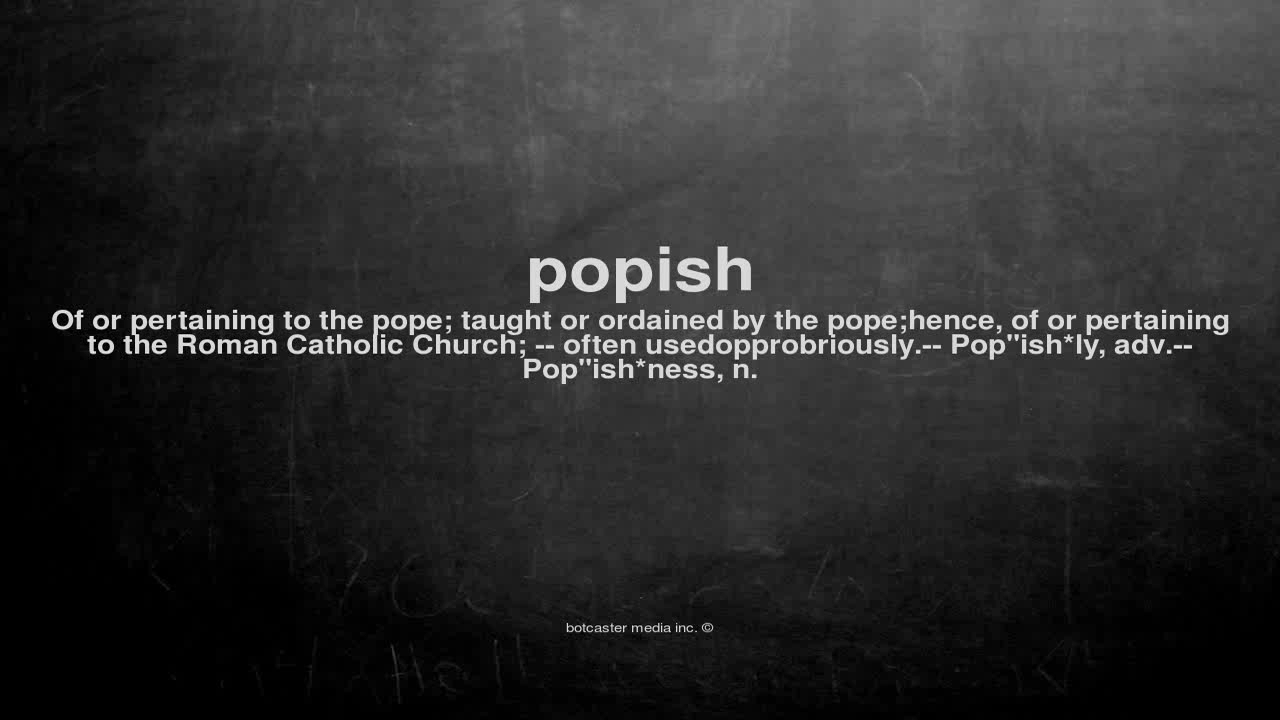 popish
Of or pertaining to the pope; taught or ordained by the pope;hence, of or pertaining
to the Roman Catholic Church; -- often usedopprobriously.-- Pop"ish*ly, adv.--
Pop"ish*ness, n.
botcaster media inc. ©